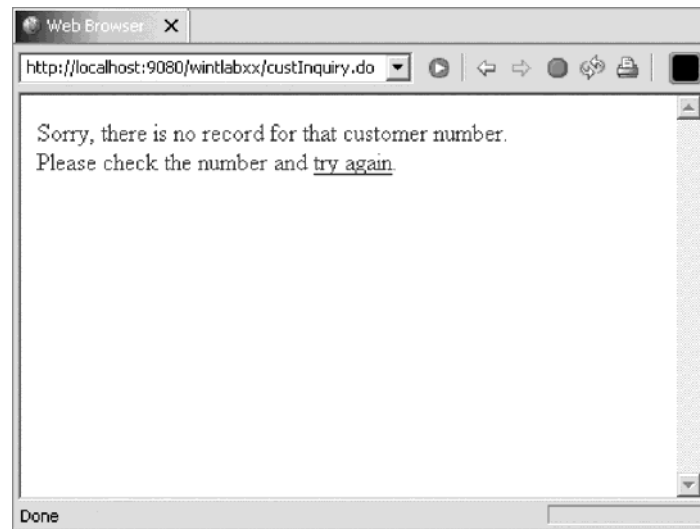 Web Browser
http://localhost:9080/wintlabxx/custInquiry.do
Sorry, there is no record for that customer number.
Please check the number and try again.
Done